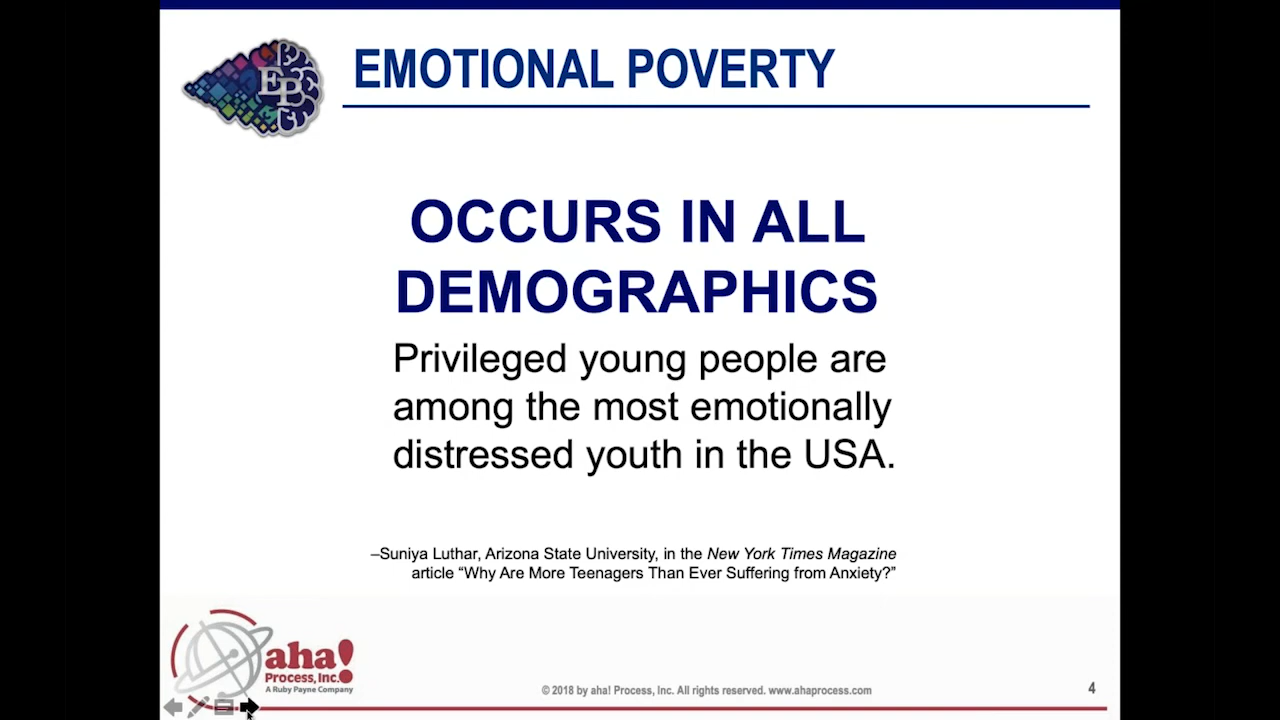 EP
EMOTIONAL POVERTY
OCCURS IN ALL
DEMOGRAPHICS
Privileged young people are
among the most emotionally
distressed youth in the USA.
–Suniya Luthar, Arizona State University, in the New York Times Magazine
article “Why Are More Teenagers Than Ever Suffering from Anxiety?”
aha!
Process, Inc.
A Ruby Payne Company
© 2018 by aha! Process, Inc. All rights reserved. www.ahaprocess.com
4